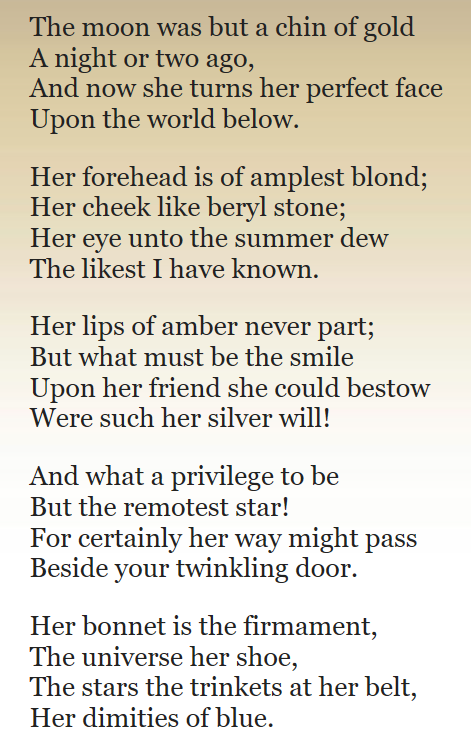 The moon was but a chin of gold
A night or two ago,
And now she turns her perfect face
Upon the world below.

Her forehead is of amplest blond;
Her cheek like beryl stone;
Her eye unto the summer dew
The likest I have known.

Her lips of amber never part;
But what must be the smile
Upon her friend she could bestow
Were such her silver will!

And what a privilege to be
But the remotest star!
For certainly her way might pass
Beside your twinkling door.

Her bonnet is the firmament,
The universe her shoe,
The stars the trinkets at her belt,
Her dimities of blue.